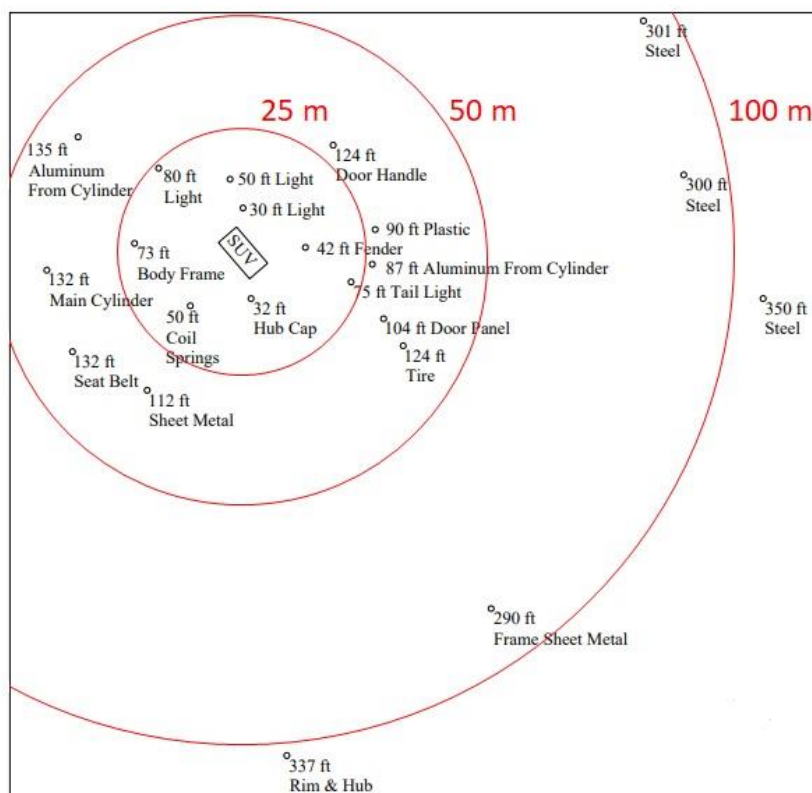 301 ft
Steel
25 m
50 m
100 m
135 ft
Aluminum
From Cylinder
124 ft
Door Handle
80 ft
Light
50 ft Light
300 ft
Steel
30 ft Light
90 ft Plastic
SUV
42 ft Fender
73 ft
Body Frame
87 ft Aluminum From Cylinder
132 ft
Main Cylinder
75 ft Tail Light
350 ft
Steel
32 ft
Hub Cap
50 ft
Coil
Springs
104 ft Door Panel
124 ft
Tire
132 ft
Seat Belt
112 ft
Sheet Metal
290 ft
Frame Sheet Metal
337 ft
Rim & Hub